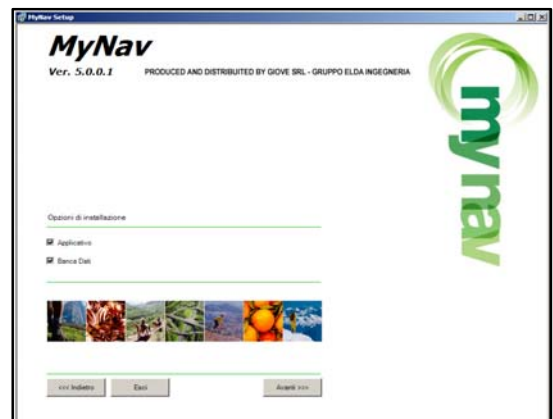 MyNav Setup
MyNav
Ver. 5.0.0.1 PRODUCED AND DISTRIBUITED BY GIOVE SRL - GRUPPO ELDA INGEGNERIA
mynav
Opzioni di installazione
Applicativo
Banca Dati
<<< Indietro Esci Avanti >>>